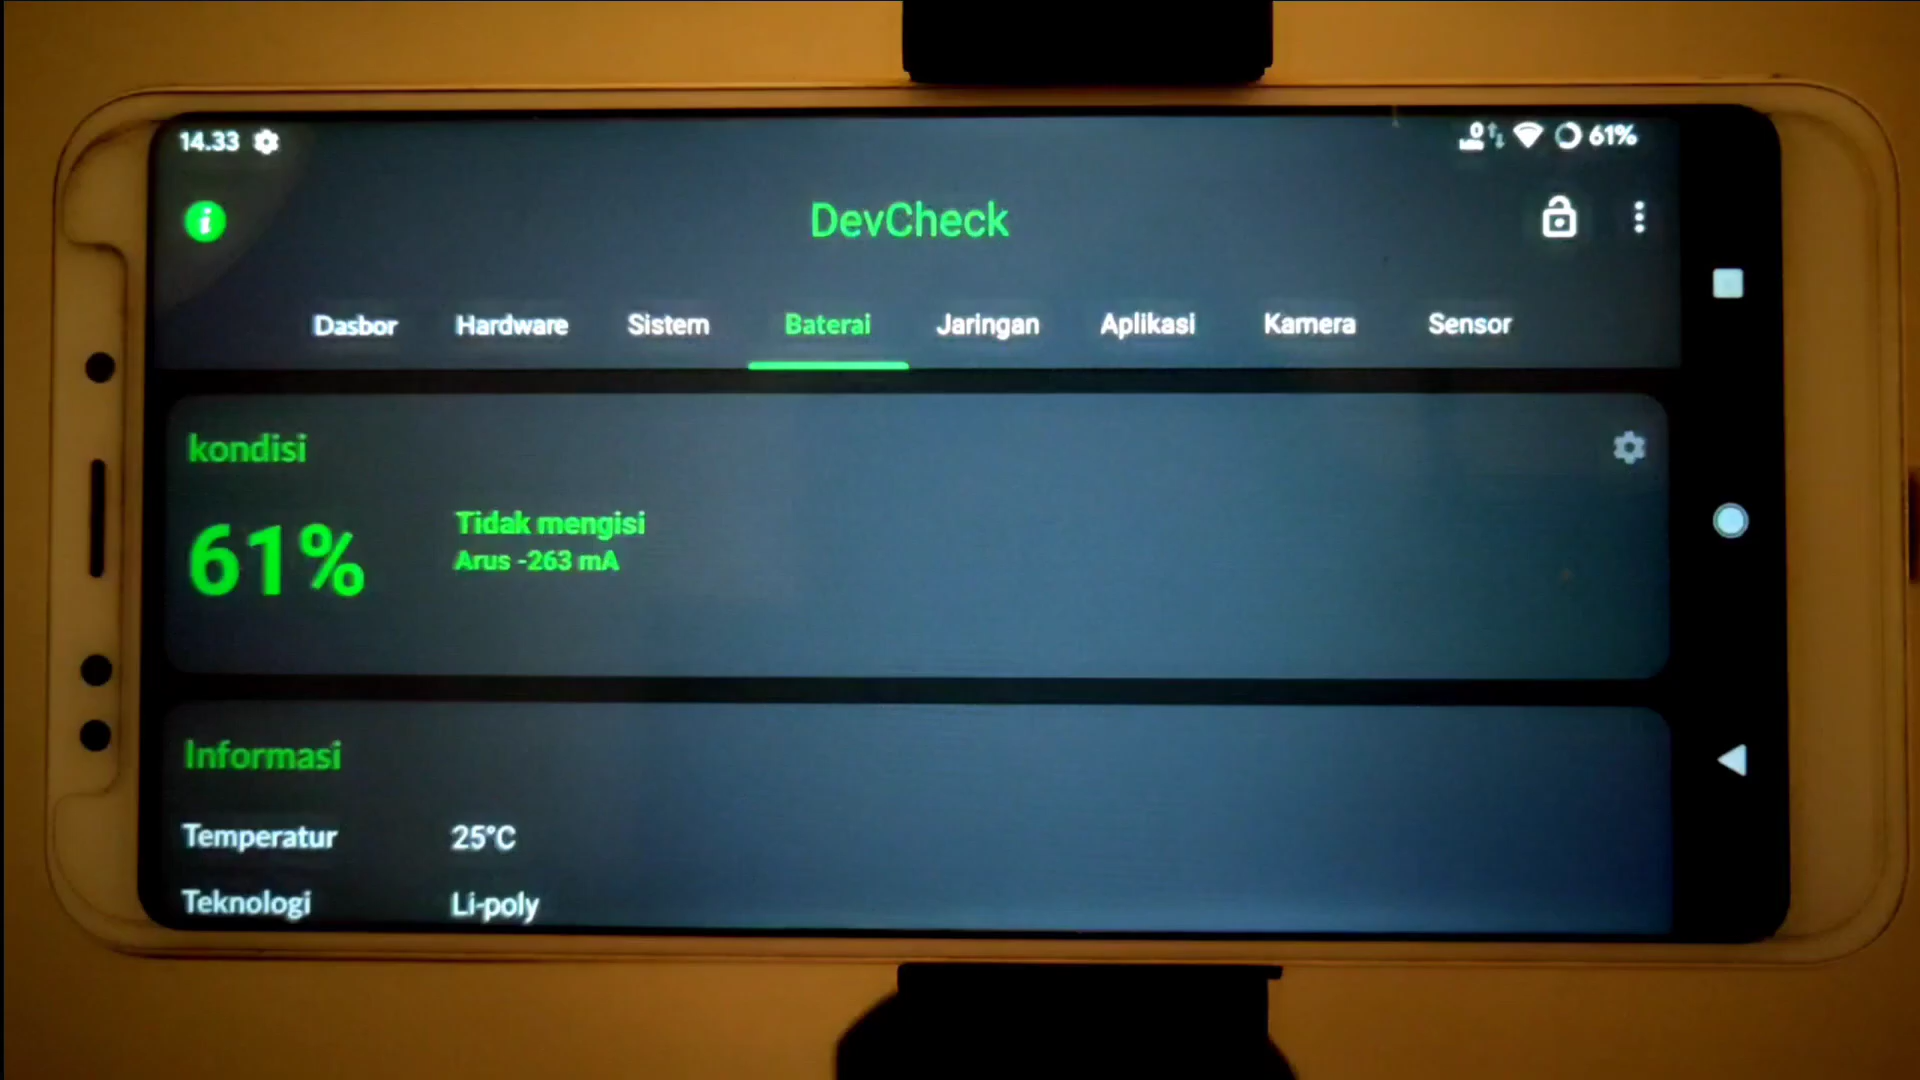 14.33
61%
DevCheck
Dasbor Hardware Sistem Baterai Jaringan Aplikasi Kamera Sensor
kondisi
61%
Tidak mengisi
Arus -263 mA
Informasi
Temperatur 25°C
Teknologi Li-poly